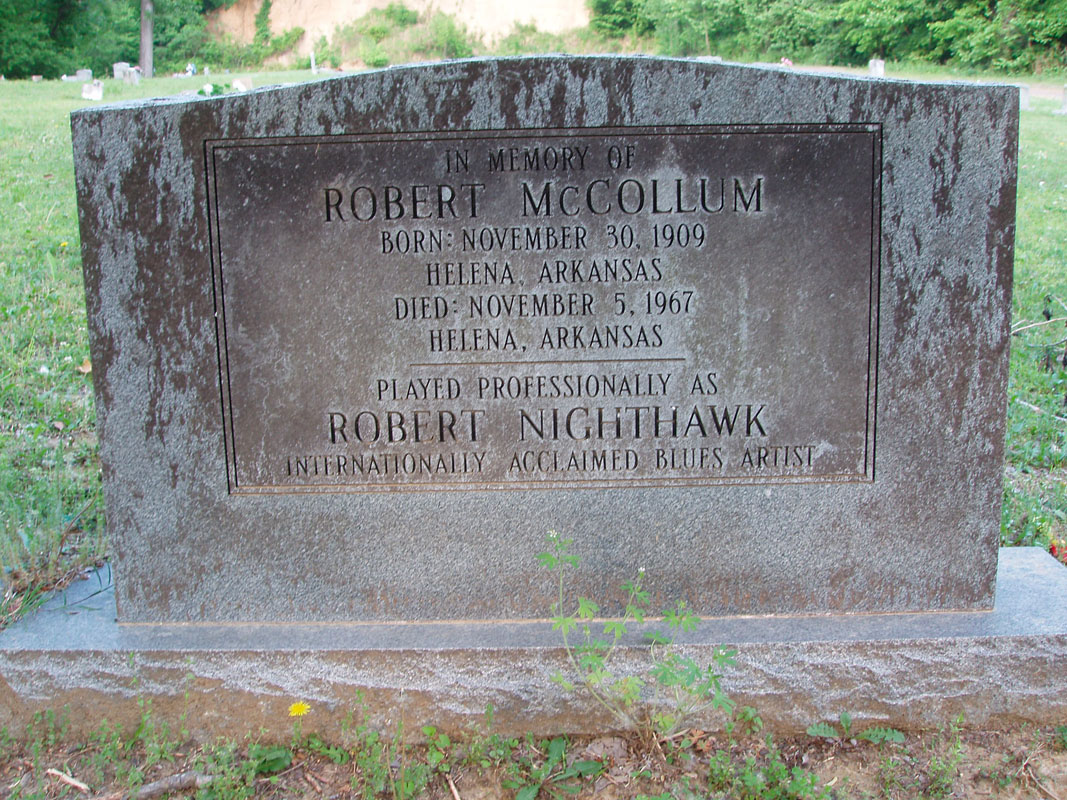 IN MEMORY OF
ROBERT McCOLLUM
BORN: NOVEMBER 30, 1909
HELENA, ARKANSAS
DIED: NOVEMBER 5, 1967
HELENA, ARKANSAS
PLAYED PROFESSIONALLY AS
ROBERT NIGHTHAWK
INTERNATIONALLY ACCLAIMED BLUES ARTIST